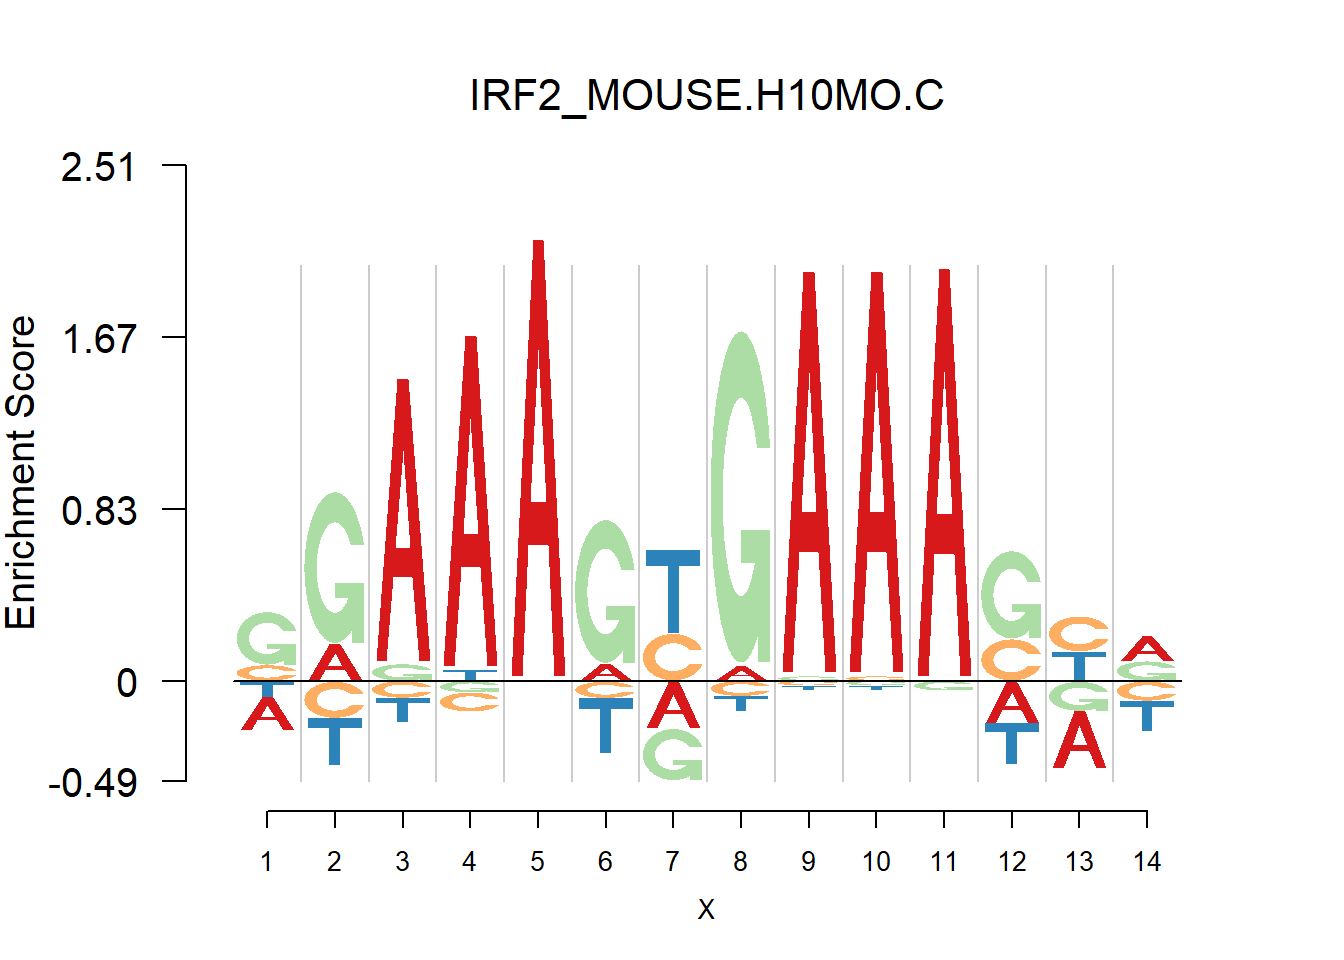 IRF2_MOUSE.H10MO.C
2.51
1.67
0.83
0
-0.49
Enrichment Score
G C T A
G A C T
A G C T
A T G C
A
G A C T
T C A G
G A C T
A C T
A C T
A G
G C A T
C T G A
A G C T
1 2 3 4 5 6 7 8 9 10 11 12 13 14
X